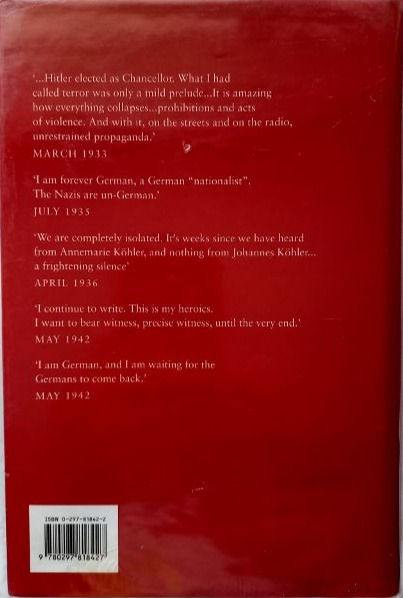 ‘...Hitler elected as Chancellor. What I had
called terror was only a mild prelude...It is amazing
how everything collapses...prohibitions and acts
of violence. And with it, on the streets and on the radio,
unrestrained propaganda.’
MARCH 1933
‘I am forever German, a German “nationalist”.
The Nazis are un-German.’
JULY 1935
‘We are completely isolated. It's weeks since we have heard
from Annemarie Köhler, and nothing from Johannes Köhler...
a frightening silence’
APRIL 1936
‘I continue to write. This is my heroics.
I want to bear witness, precise witness, until the very end.’
MAY 1942
‘I am German, and I am waiting for the
Germans to come back.’
MAY 1942
ISBN 0-297-81842-2
9 780297 818427